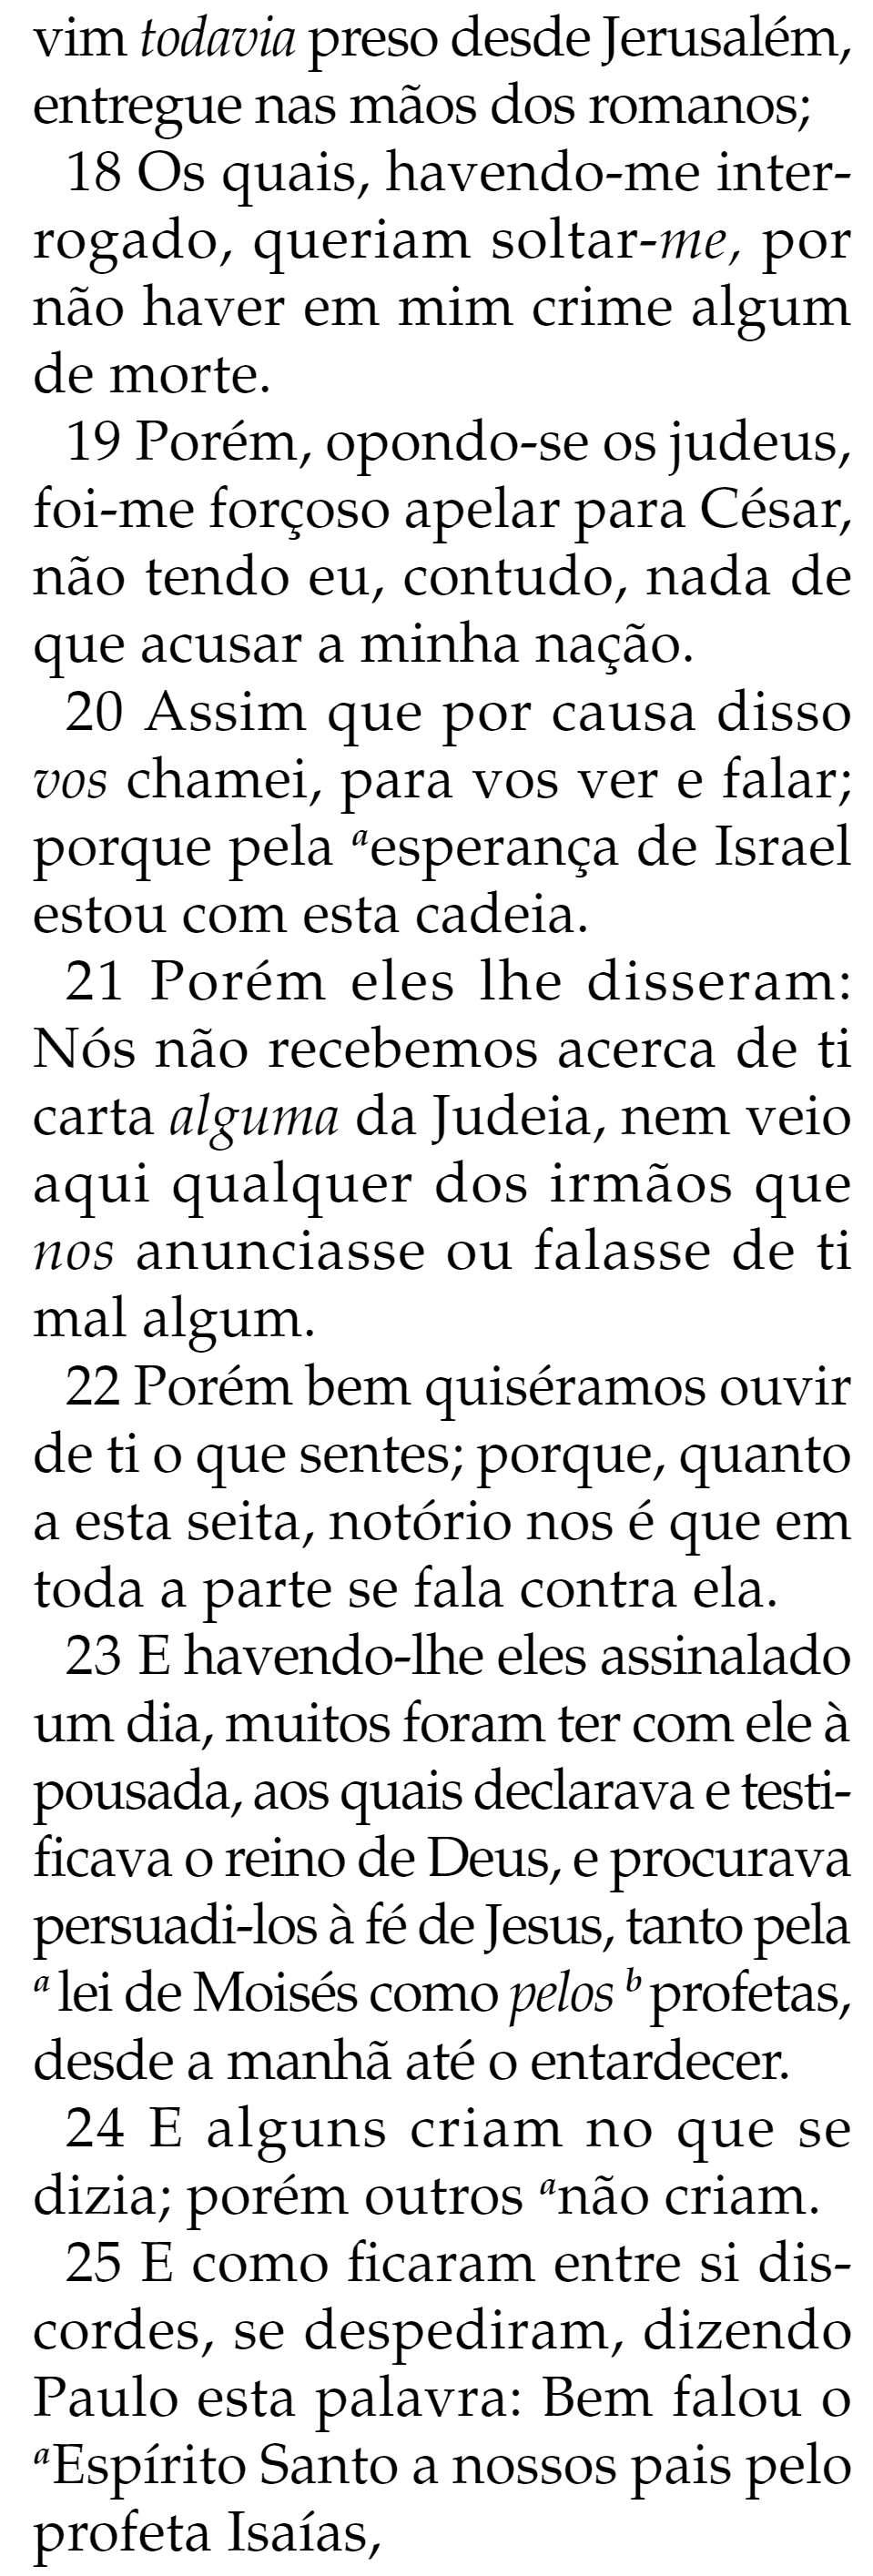 vim todavia preso desde Jerusalém,
entregue nas mãos dos romanos;
18 Os quais, havendo-me inter-
rogado, queriam soltar-me, por
não haver em mim crime algum
de morte.
19 Porém, opondo-se os judeus,
foi-me forçoso apelar para César,
não tendo eu, contudo, nada de
que acusar a minha nação.
20 Assim que por causa disso
vos chamei, para vos ver e falar;
porque pela ᵃesperança de Israel
estou com esta cadeia.
21 Porém eles lhe disseram:
Nós não recebemos acerca de ti
carta alguma da Judeia, nem veio
aqui qualquer dos irmãos que
nos anunciasse ou falasse de ti
mal algum.
22 Porém bem quiséramos ouvir
de ti o que sentes; porque, quanto
a esta seita, notório nos é que em
toda a parte se fala contra ela.
23 E havendo-lhe eles assinalado
um dia, muitos foram ter com ele à
pousada, aos quais declarava e testi-
ficava o reino de Deus, e procurava
persuadi-los à fé de Jesus, tanto pela
ᵃ lei de Moisés como pelos ᵇ profetas,
desde a manhã até o entardecer.
24 E alguns criam no que se
dizia; porém outros ᵃnão criam.
25 E como ficaram entre si dis-
cordes, se despediram, dizendo
Paulo esta palavra: Bem falou o
ᵃEspírito Santo a nossos pais pelo
profeta Isaías,